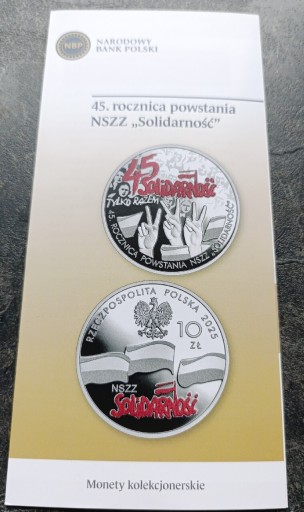 NBP
NARODOWY
BANK POLSKI
45. rocznica powstania
NSZZ „Solidarność”
45
SOLIDARNOŚĆ
TYLKO RAZEM
45. ROCZNICA POWSTANIA NSZZ „SOLIDARNOŚĆ”
RZECZPOSPOLITA POLSKA 2025
10
ZŁ
NSZZ
SOLIDARNOŚĆ
Monety kolekcjonerskie